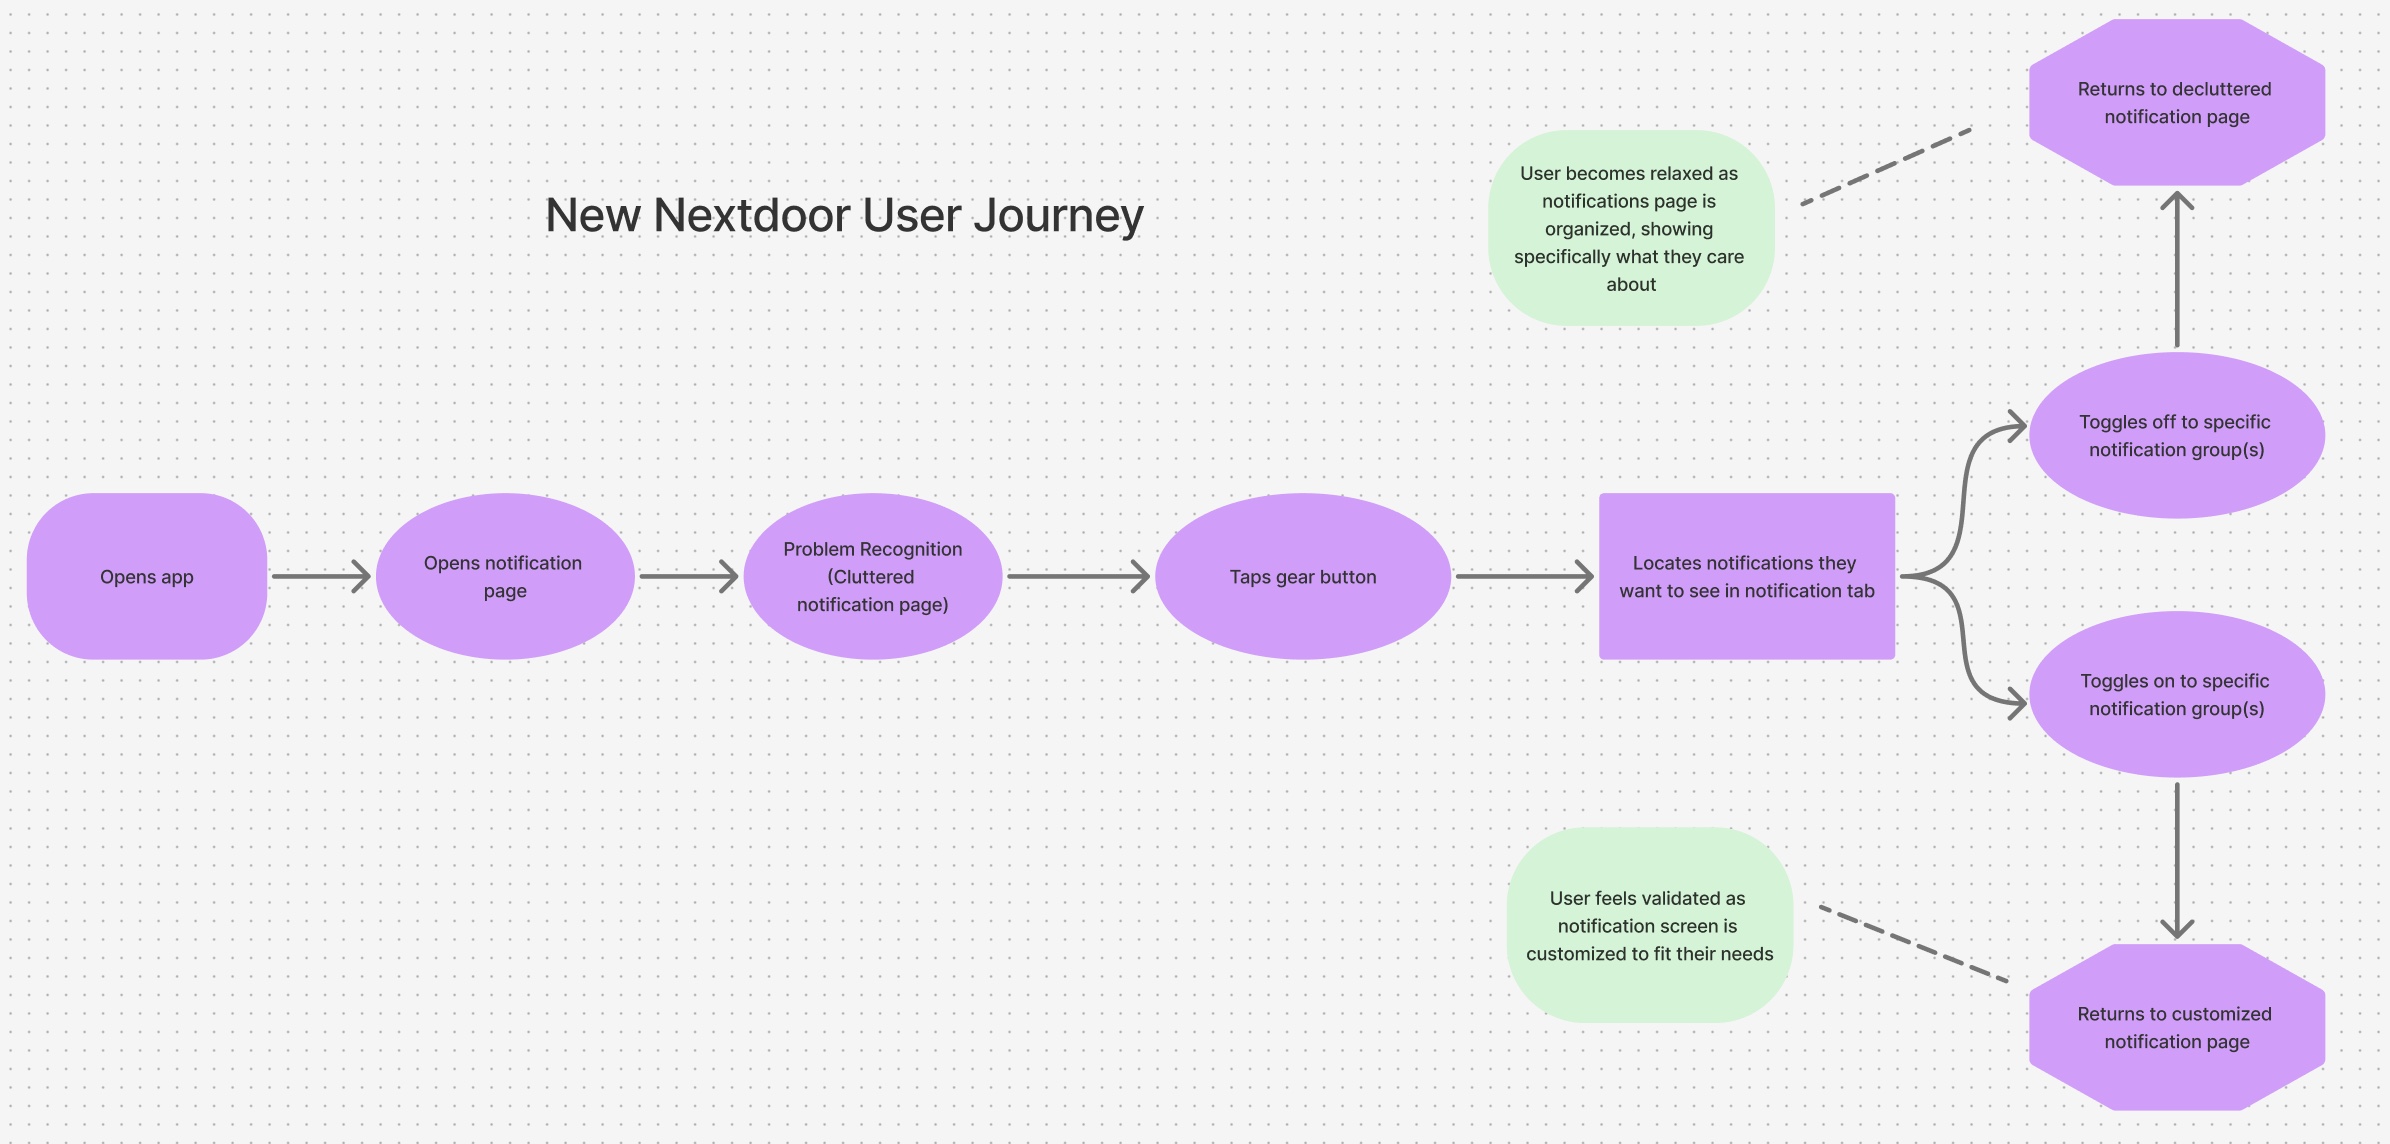 New Nextdoor User Journey
Opens app
Opens notification
page
Problem Recognition
(Cluttered
notification page)
Taps gear button
Locates notifications they
want to see in notification tab
Toggles off to specific
notification group(s)
Returns to decluttered
notification page
User becomes relaxed as
notifications page is
organized, showing
specifically what they care
about
Toggles on to specific
notification group(s)
Returns to customized
notification page
User feels validated as
notification screen is
customized to fit their needs